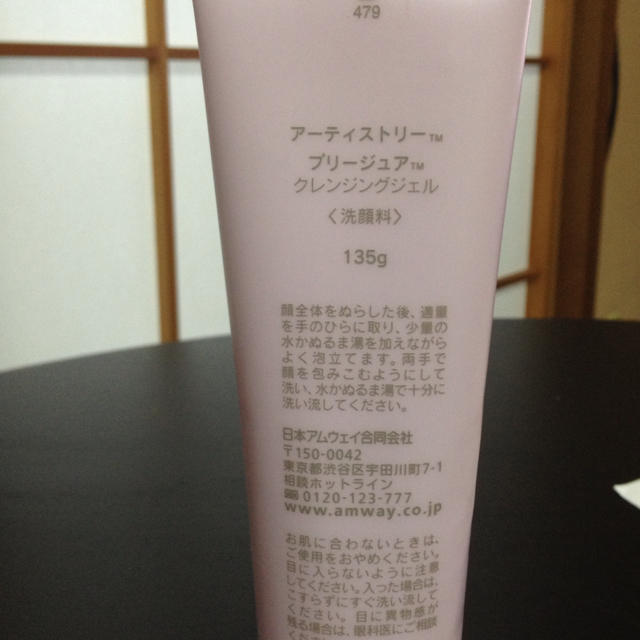 479
アーティストリー™
プリージュア™
クレンジングジェル
〈洗顔料〉
135g
顔全体をぬらした後、適量
を手のひらに取り、少量の
水かぬるま湯を加えながら
よく泡立てます。両手で
顔を包みこむようにして
洗い、水かぬるま湯で十分に
洗い流してください。
日本アムウェイ合同会社
〒150-0042
東京都渋谷区宇田川町7-1
相談ホットライン
☎ 0120-123-777
www.amway.co.jp
お肌に合わないときは、
ご使用をおやめください。
目に入らないように注意
してください。入った場合は、
こすらずにすぐ洗い流して
ください。目に異物感が
残る場合は、眼科医にご相談